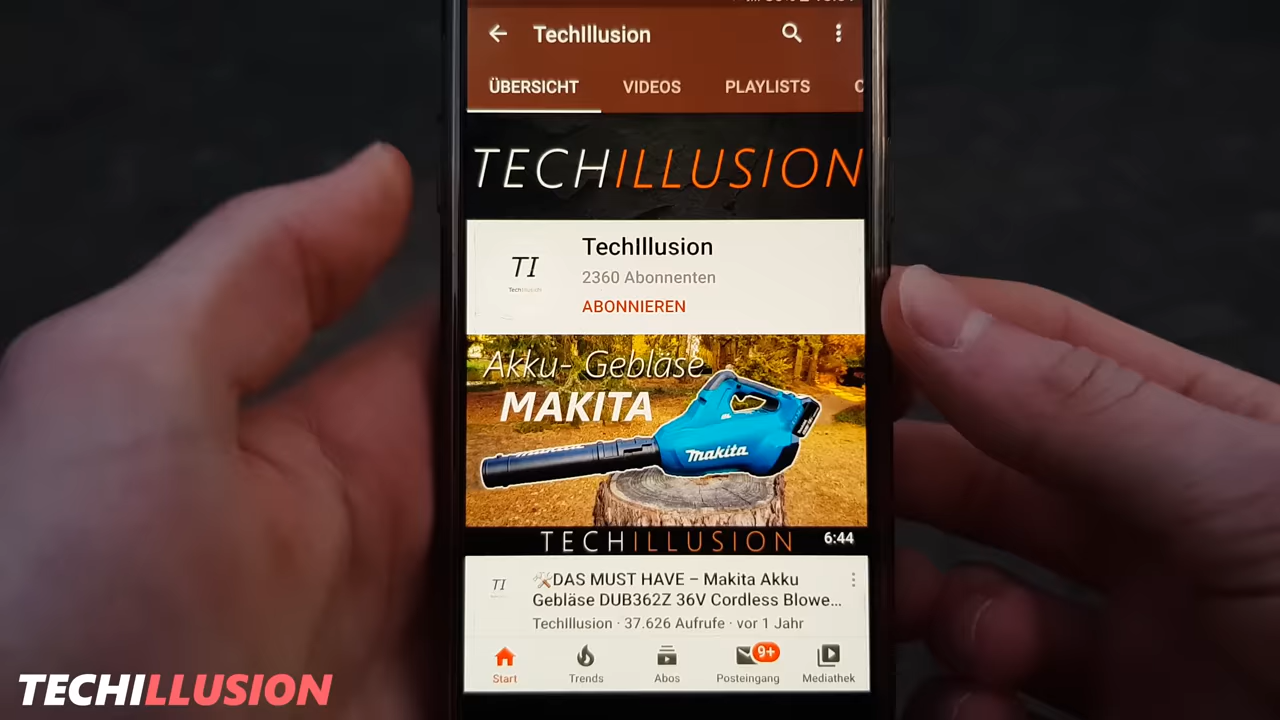 TechIllusion
ÜBERSICHT VIDEOS PLAYLISTS
TECHILLUSION
TechIllusion
TI
2360 Abonnenten
ABONNIEREN
Akku- Gebläse
MAKITA
makita
makita
TECHILLUSION 6:44
TI
🛠DAS MUST HAVE – Makita Akku
Gebläse DUB362Z 36V Cordless Blowe...
TechIllusion · 37.626 Aufrufe · vor 1 Jahr
9+
Start Trends Abos Posteingang Mediathek
TECHILLUSION